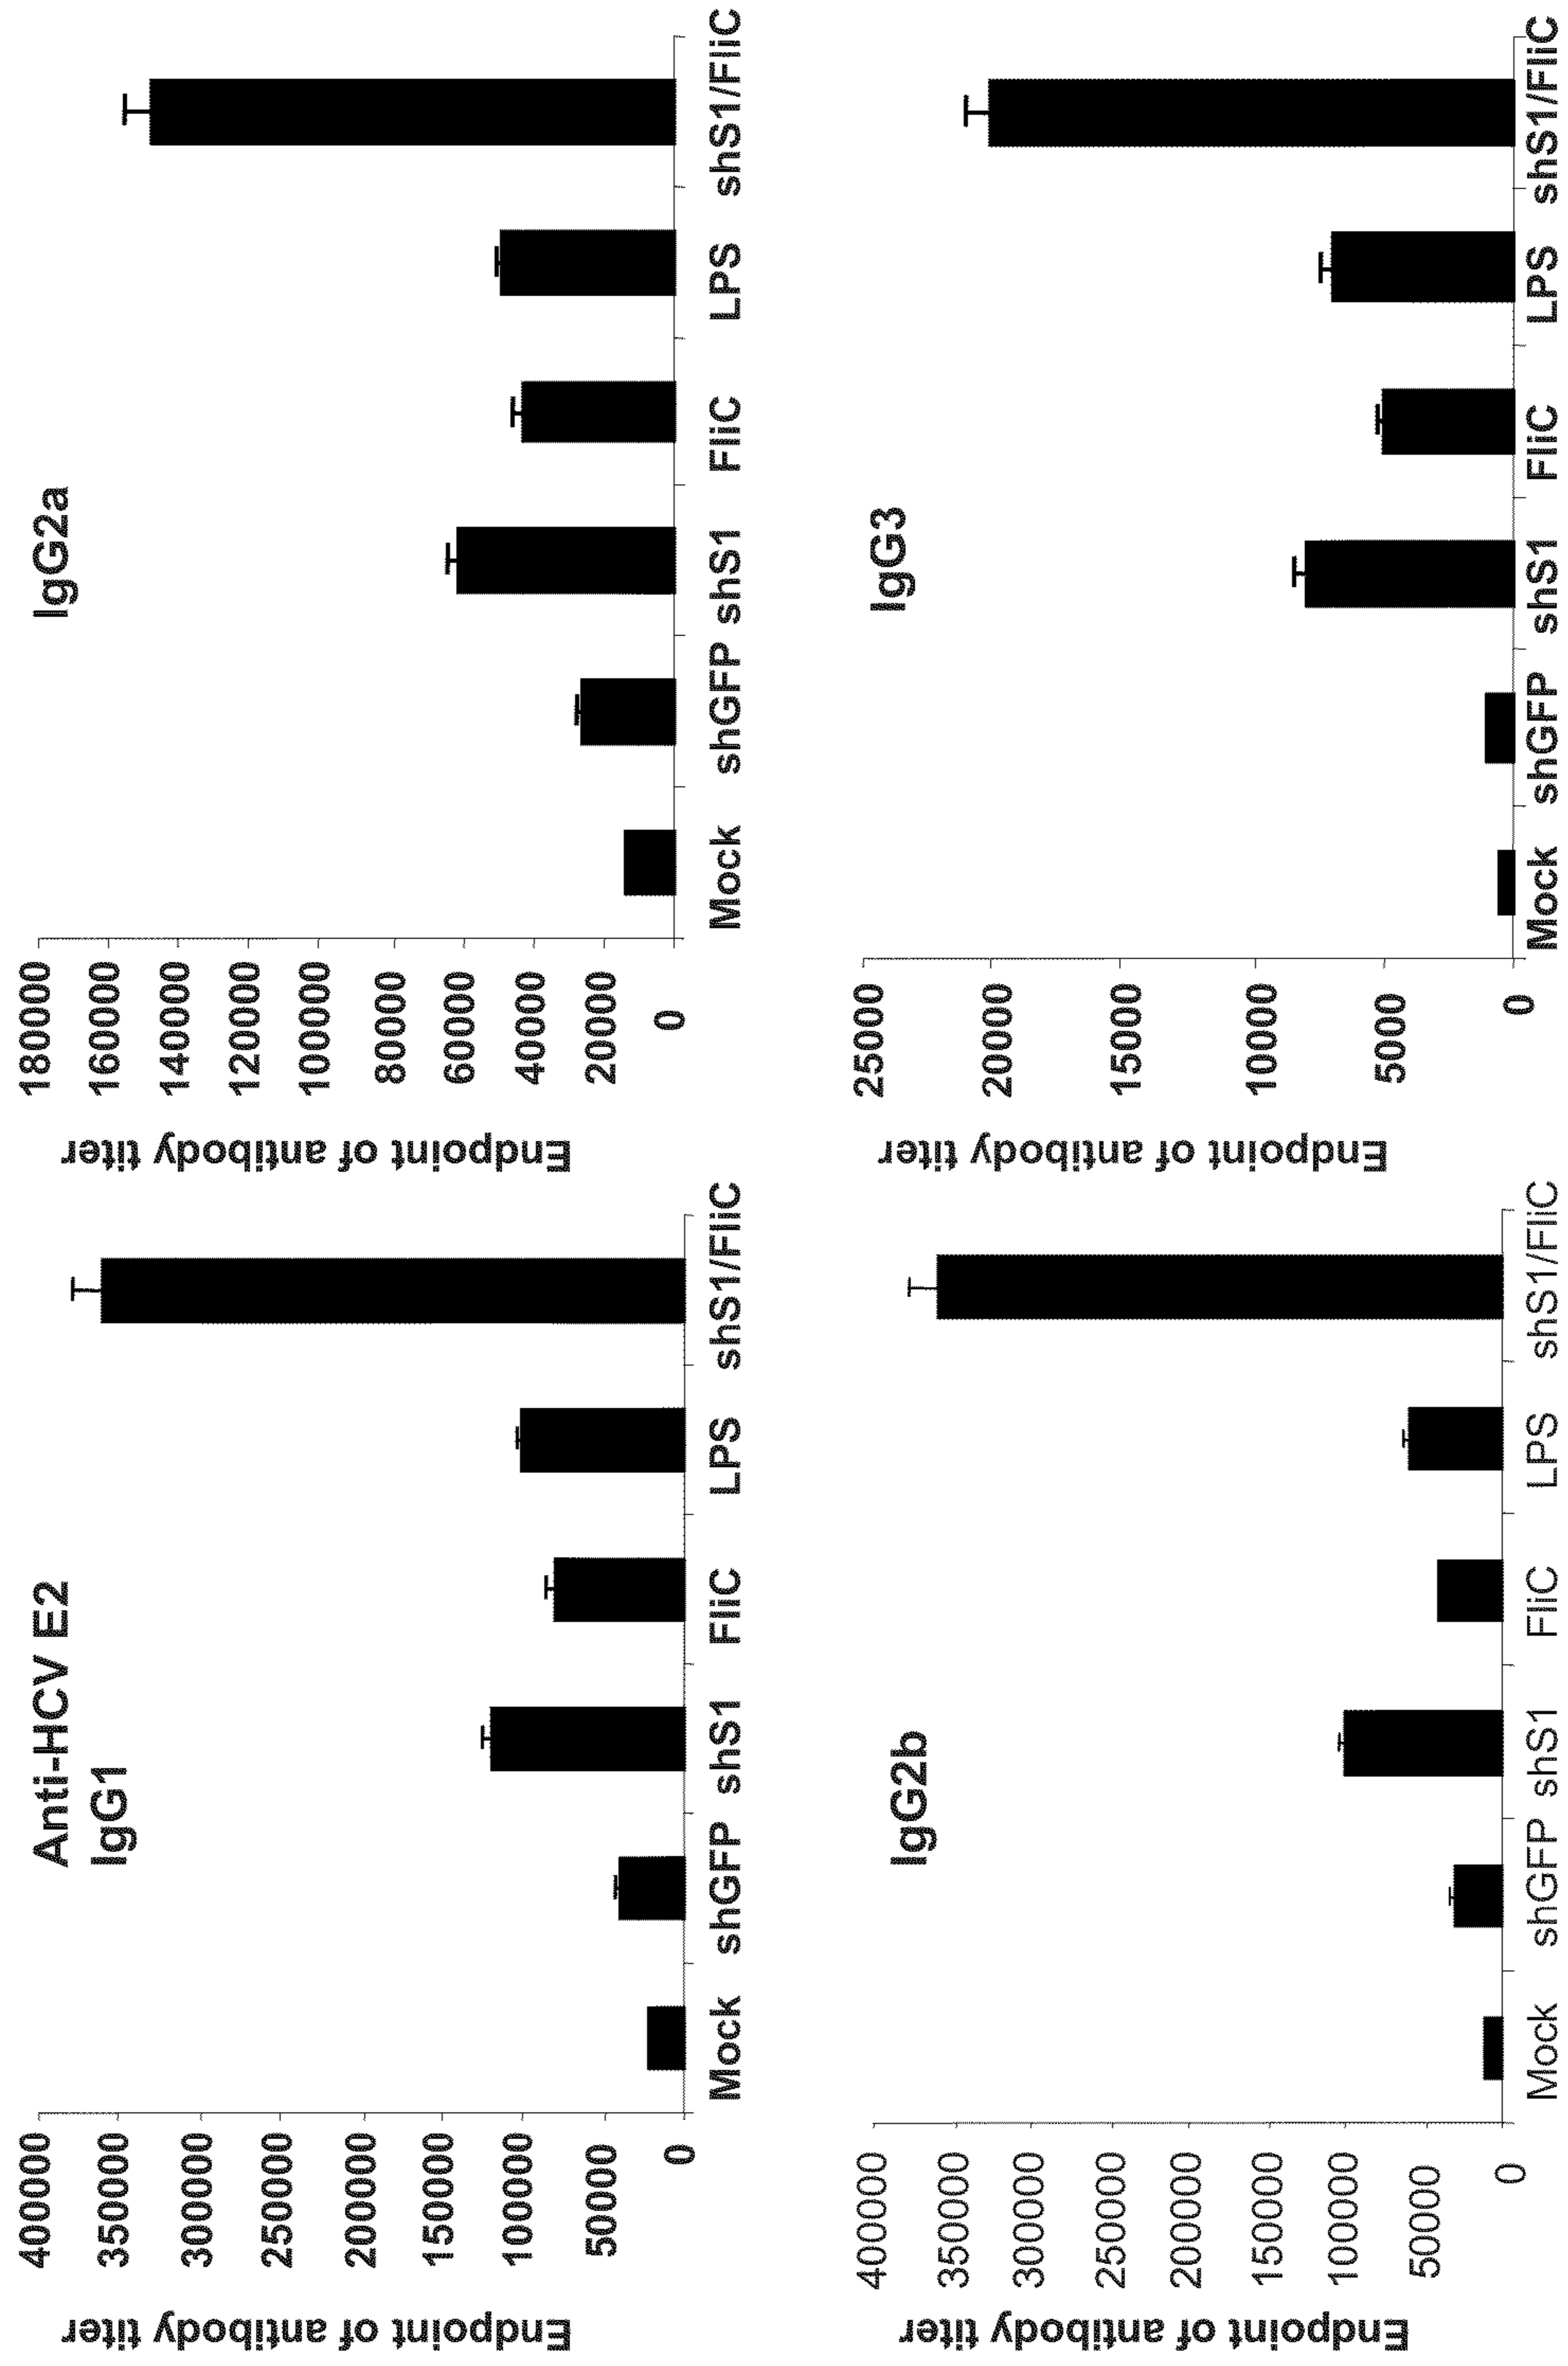 Anti-HCV E2
IgG1
Endpoint of antibody titer
400000
350000
300000
250000
200000
150000
100000
50000
0
Mock shGFP shS1 FliC LPS shS1/FliC
IgG2a
Endpoint of antibody titer
180000
160000
140000
120000
100000
80000
60000
40000
20000
0
Mock shGFP shS1 FliC LPS shS1/FliC
IgG2b
Endpoint of antibody titer
400000
350000
300000
250000
200000
150000
100000
50000
0
Mock shGFP shS1 FliC LPS shS1/FliC
IgG3
Endpoint of antibody titer
25000
20000
15000
10000
5000
0
Mock shGFP shS1 FliC LPS shS1/FliC